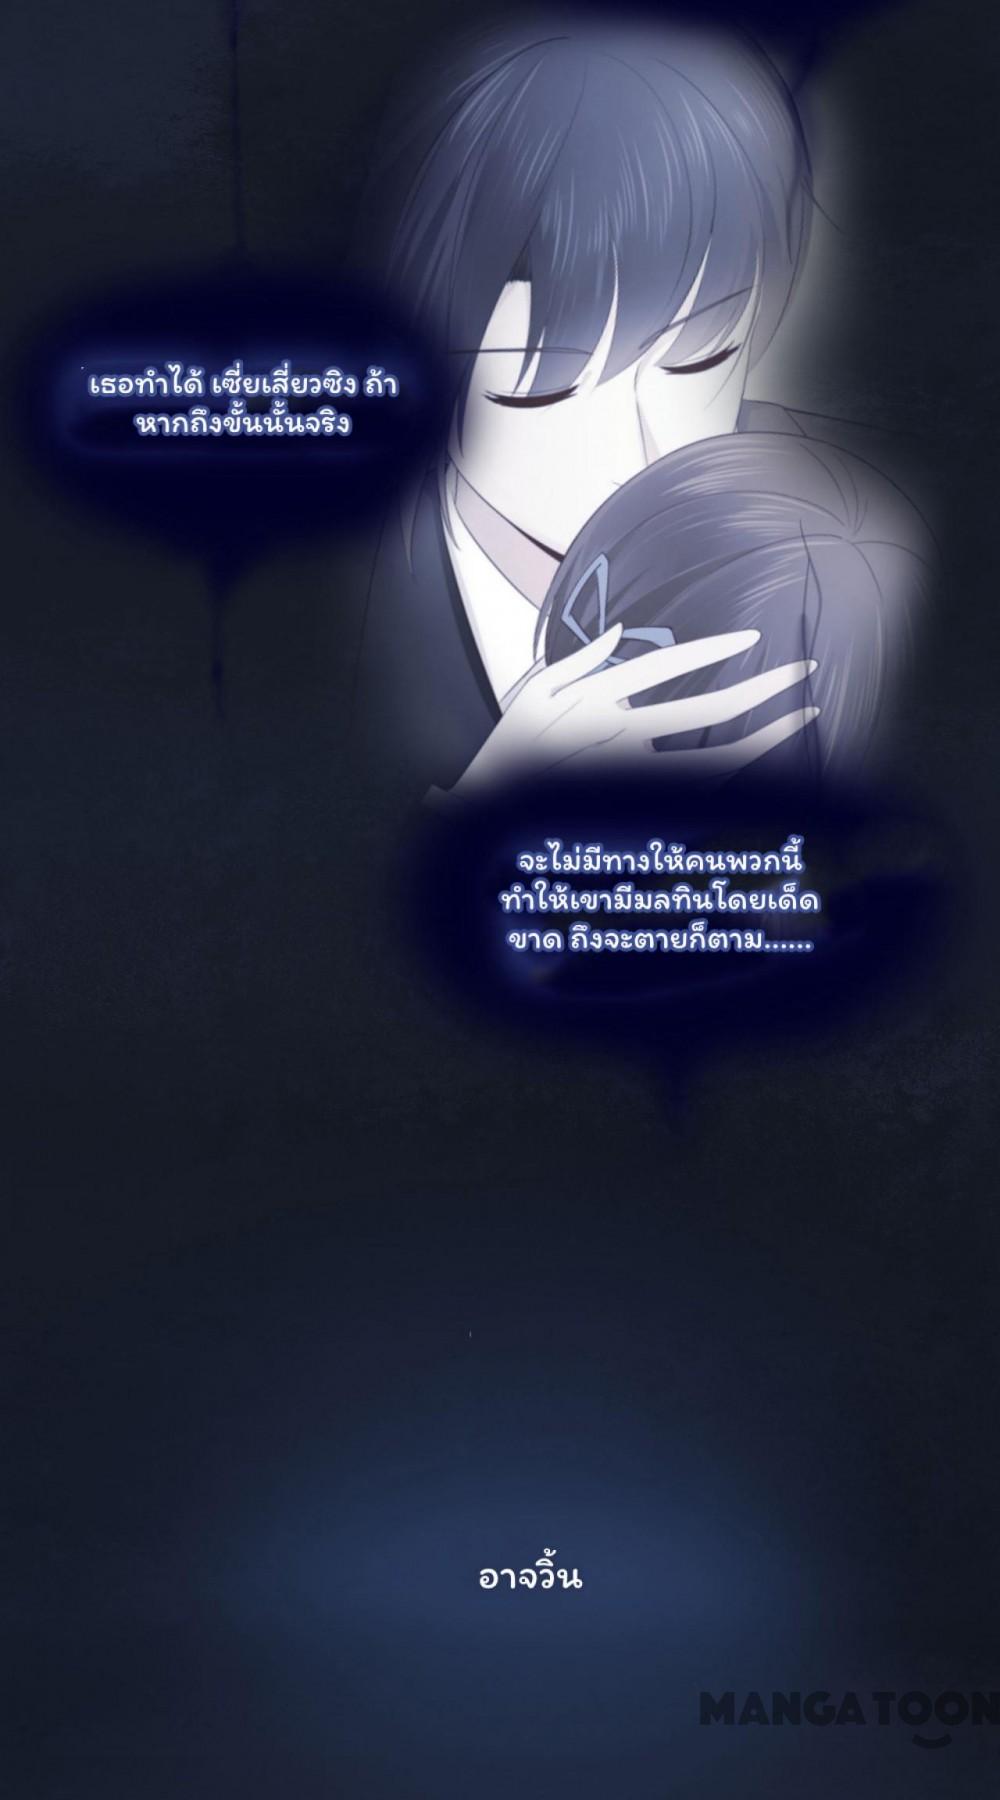 เธอทำได้ เซี่ยเสี่ยวซิง ถ้า
หากถึงขั้นนั้นจริง
จะไม่มีทางให้คนพวกนี้
ทำให้เขามีมลทินโดยเด็ด
ขาด ถึงจะตายก็ตาม......
อาจวิ้น
MANGATOON